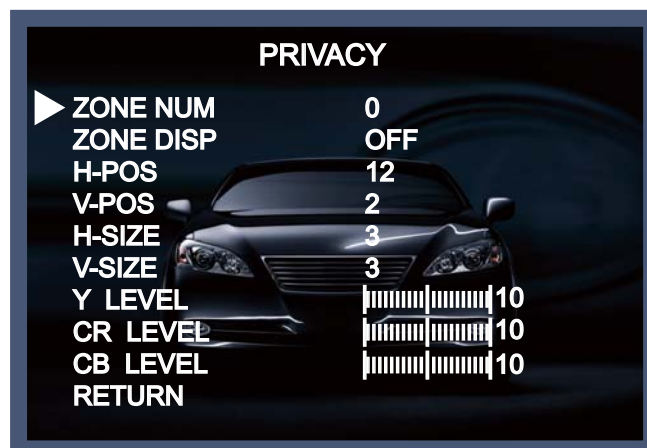 PRIVACY
ZONE NUM 0
ZONE DISP OFF
H-POS 12
V-POS 2
H-SIZE 3
V-SIZE 3
Y LEVEL 10
CR LEVEL 10
CB LEVEL 10
RETURN